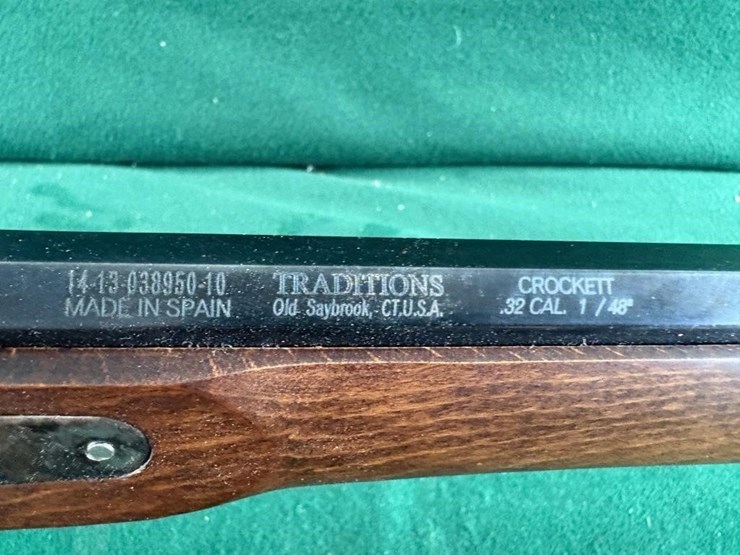 14-13-038950-10
MADE IN SPAIN
TRADITIONS
Old Saybrook, CT.U.S.A.
CROCKETT
.32 CAL. 1 / 48"